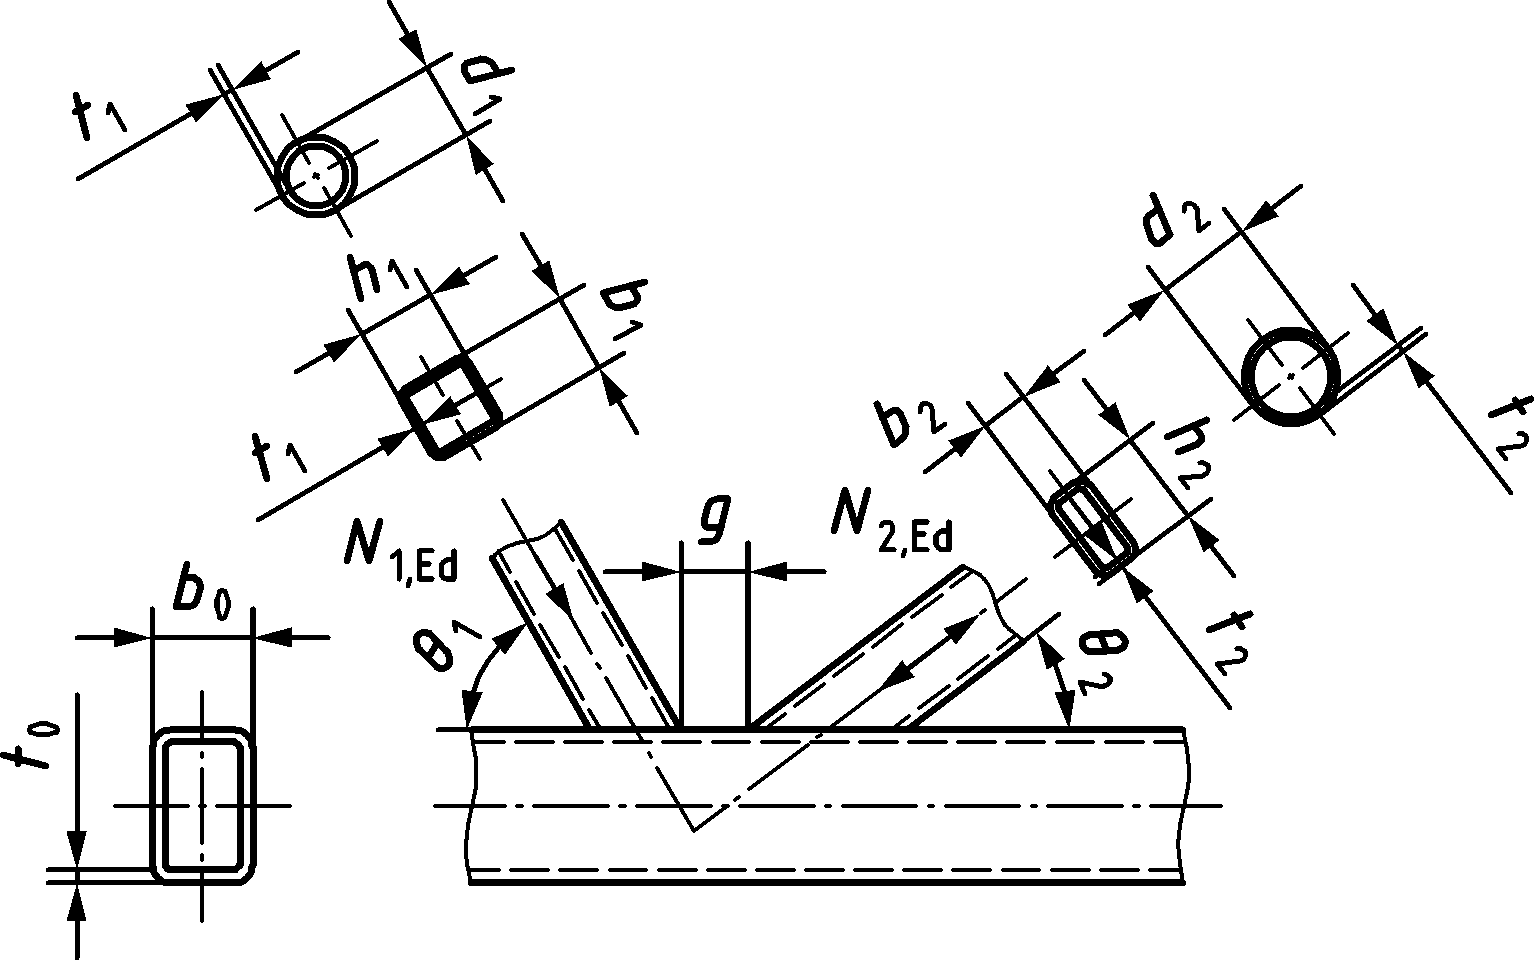 t1
d1
h1
b1
t1
d2
t2
b2
h2
t2
N1,Ed
g
N2,Ed
θ1
θ2
b0
t0